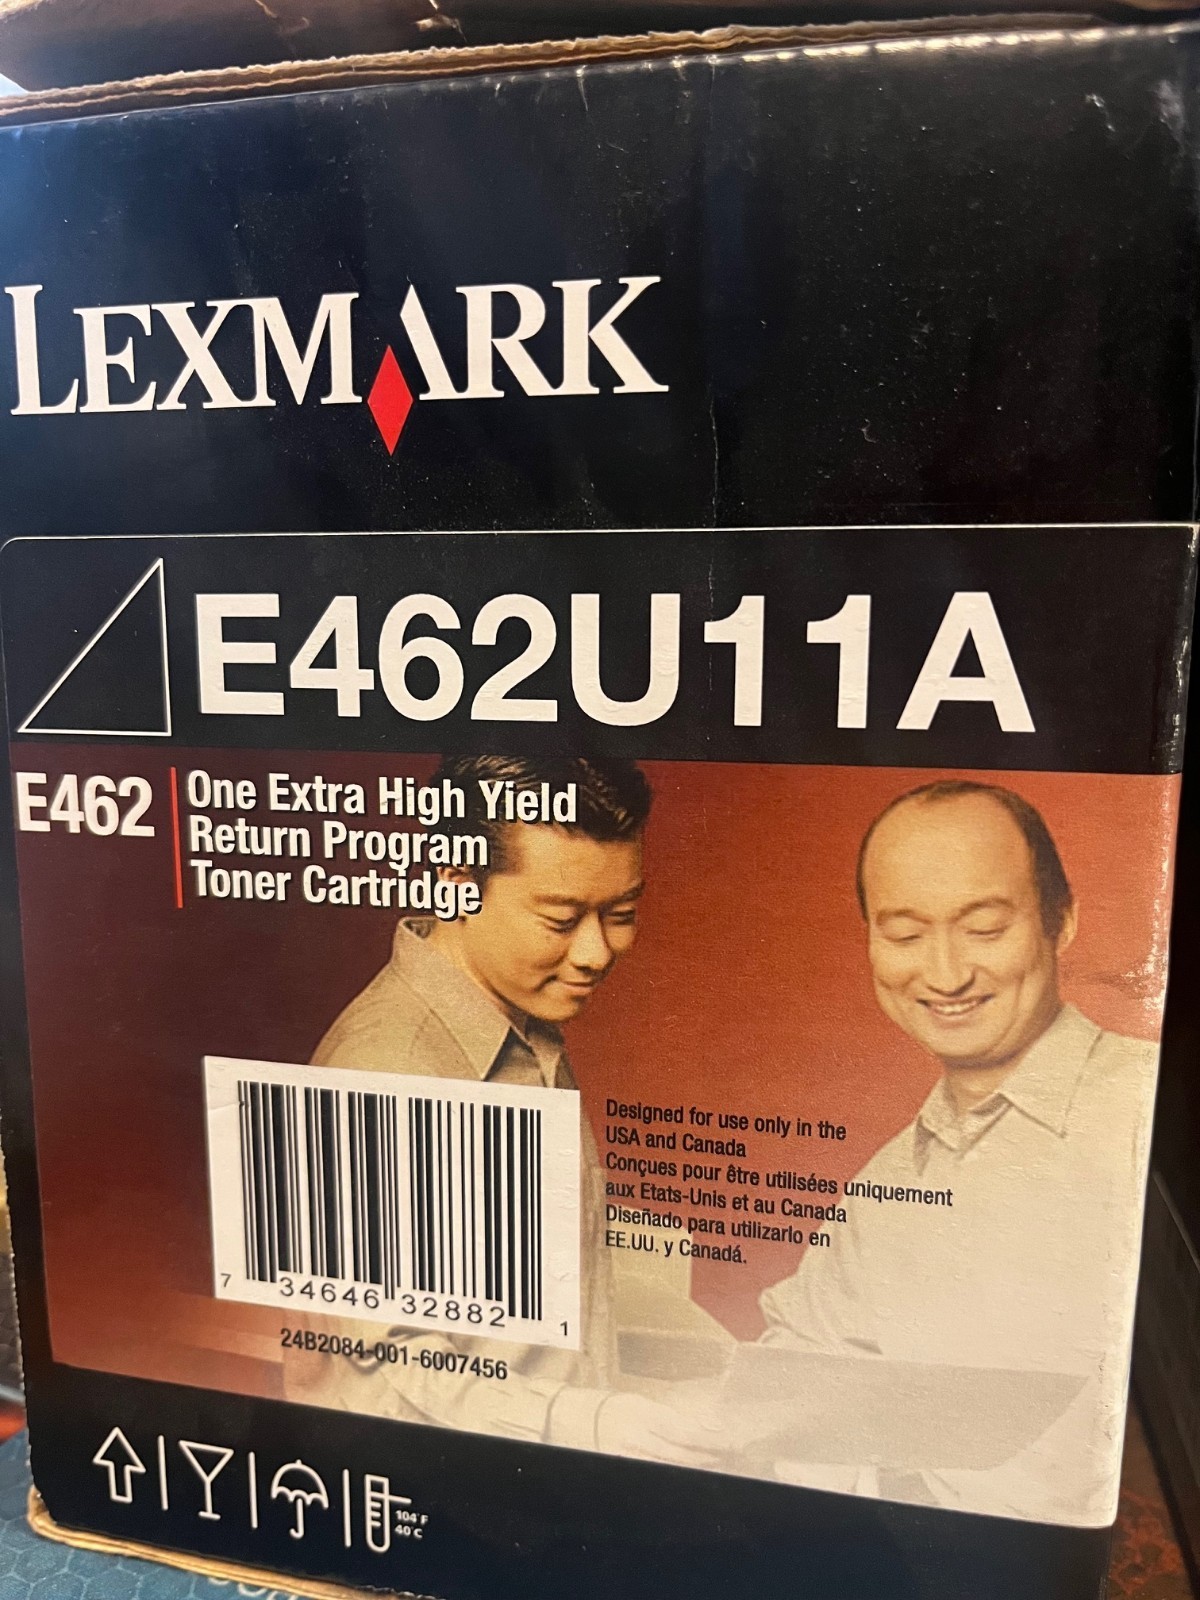 LEXMARK
E462U11A
E462
One Extra High Yield
Return Program
Toner Cartridge
Designed for use only in the
USA and Canada
Conçues pour être utilisées uniquement
aux Etats-Unis et au Canada
Diseñado para utilizarlo en
EE.UU. y Canadá.
7 34646 32882 1
24B2084-001-6007456
104°F
40°C